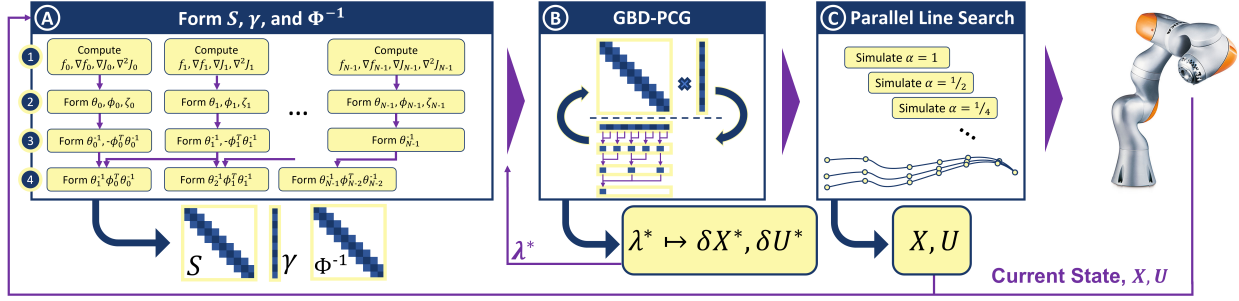 A Form S, γ, and Φ⁻¹
1
Compute
f₀, ∇f₀, ∇J₀, ∇²J₀
Compute
f₁, ∇f₁, ∇J₁, ∇²J₁
Compute
f_{N-1}, ∇f_{N-1}, ∇J_{N-1}, ∇²J_{N-1}
2
Form θ₀, ϕ₀, ζ₀
Form θ₁, ϕ₁, ζ₁
...
Form θ_{N-1}, ϕ_{N-1}, ζ_{N-1}
3
Form θ₀⁻¹, -ϕ₀ᵀθ₀⁻¹
Form θ₁⁻¹, -ϕ₁ᵀθ₁⁻¹
Form θ_{N-1}⁻¹
4
Form θ₁⁻¹ϕ₀ᵀθ₀⁻¹
Form θ₂⁻¹ϕ₁ᵀθ₁⁻¹
Form θ_{N-1}⁻¹ϕ_{N-2}ᵀθ_{N-2}⁻¹
S
γ
Φ⁻¹
B GBD-PCG
λ*
λ* ↦ δX*, δU*
C Parallel Line Search
Simulate α = 1
Simulate α = 1/2
Simulate α = 1/4
...
X, U
Current State, X, U